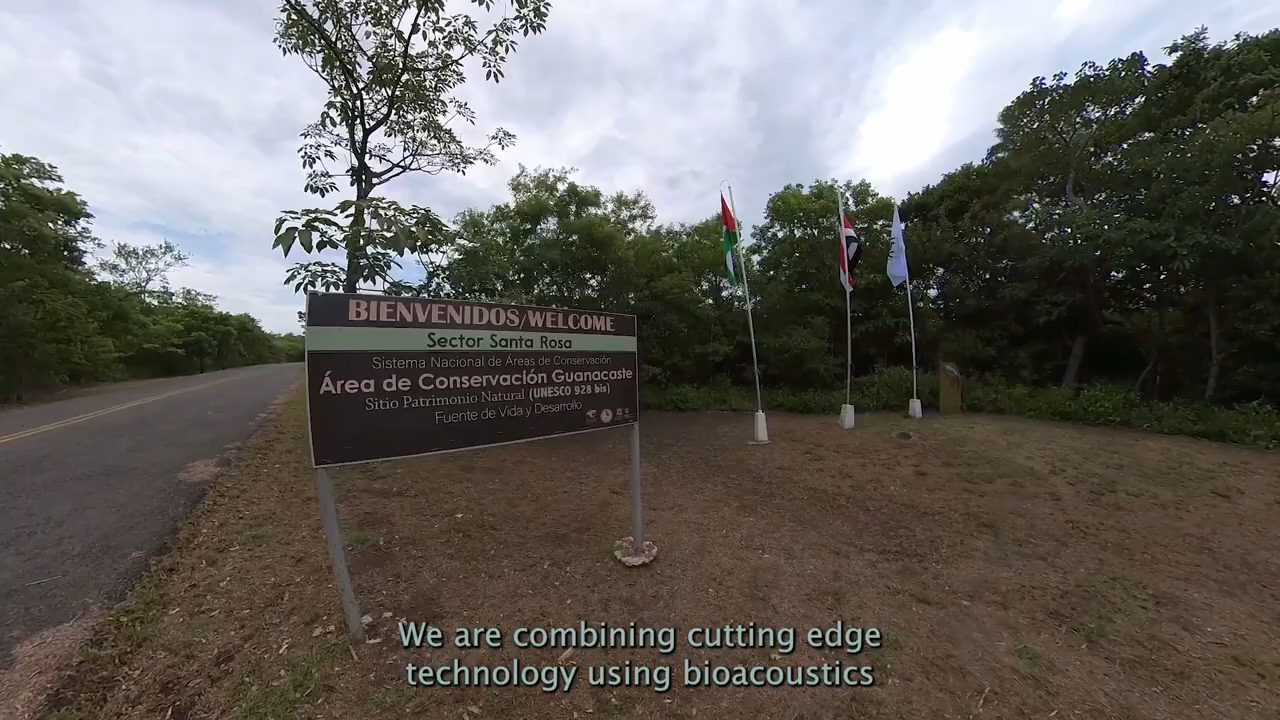 BIENVENIDOS/WELCOME
Sector Santa Rosa
Sistema Nacional de Áreas de Conservación
Área de Conservación Guanacaste
Sitio Patrimonio Natural (UNESCO 928 bis)
Fuente de Vida y Desarrollo
We are combining cutting edge
technology using bioacoustics